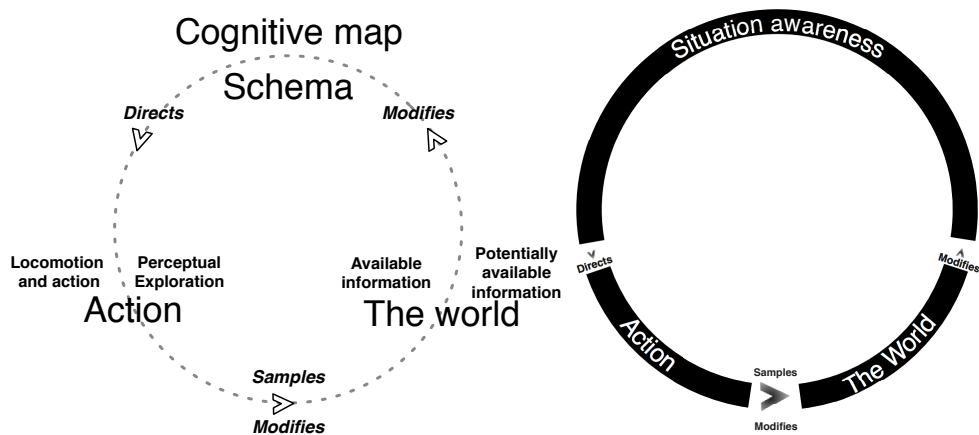 Cognitive map
Schema
Directs
Modifies
Locomotion
and action
Perceptual
Exploration
Available
information
Potentially
available
information
Action
The world
Samples
Modifies
Situation awareness
Directs
Modifies
Action
The World
Samples
Modifies